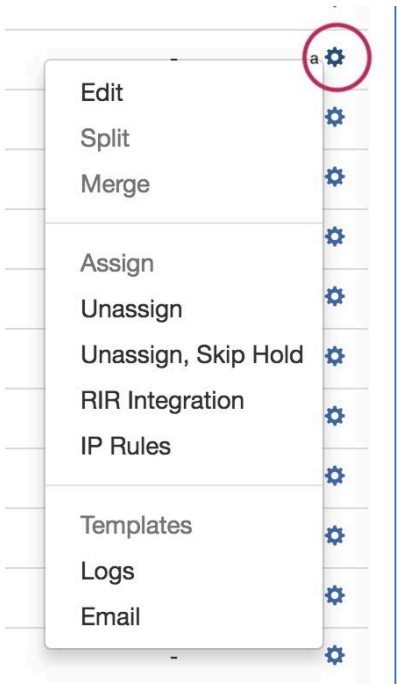 -
a
Edit
Split
Merge
Assign
Unassign
Unassign, Skip Hold
RIR Integration
IP Rules
Templates
Logs
Email
-